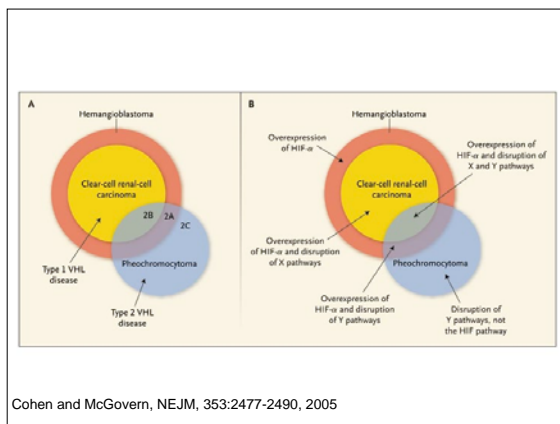 A
Hemangioblastoma
Clear-cell renal-cell
carcinoma
2B
2A
2C
Pheochromocytoma
Type 1 VHL
disease
Type 2 VHL
disease
B
Hemangioblastoma
Overexpression
of HIF-α
Overexpression of
HIF-α and disruption of
X and Y pathways
Clear-cell renal-cell
carcinoma
Pheochromocytoma
Overexpression
of HIF-α and disruption
of X pathways
Overexpression of
HIF-α and disruption
of Y pathways
Disruption of
Y pathways, not
the HIF pathway
Cohen and McGovern, NEJM, 353:2477-2490, 2005